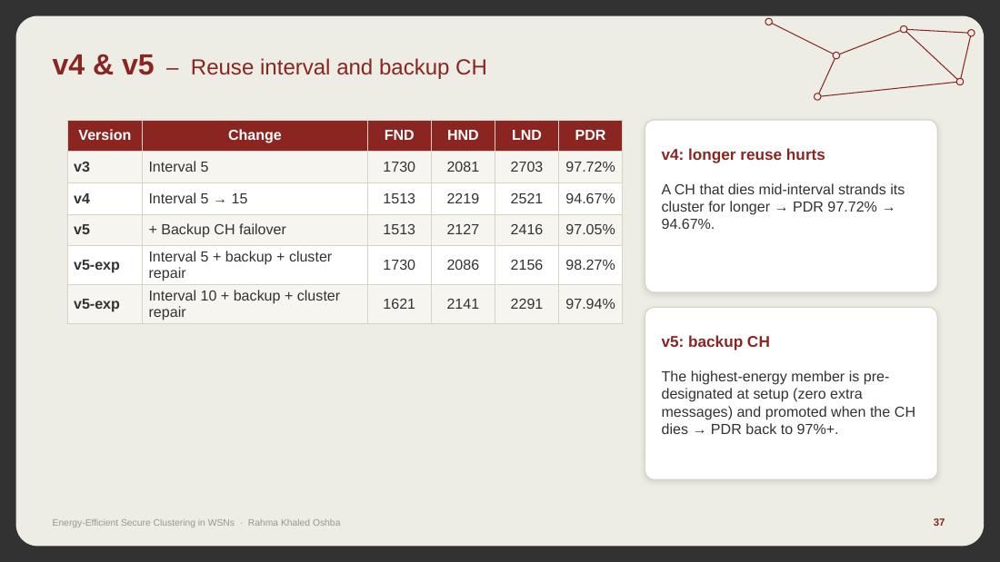 v4 & v5 – Reuse interval and backup CH
Version Change FND HND LND PDR
v3 Interval 5 1730 2081 2703 97.72%
v4 Interval 5 → 15 1513 2219 2521 94.67%
v5 + Backup CH failover 1513 2127 2416 97.05%
v5-exp Interval 5 + backup + cluster repair 1730 2086 2156 98.27%
v5-exp Interval 10 + backup + cluster repair 1621 2141 2291 97.94%
v4: longer reuse hurts
A CH that dies mid-interval strands its
cluster for longer → PDR 97.72% →
94.67%.
v5: backup CH
The highest-energy member is pre-
designated at setup (zero extra
messages) and promoted when the CH
dies → PDR back to 97%+.
Energy-Efficient Secure Clustering in WSNs · Rahma Khaled Oshba
37